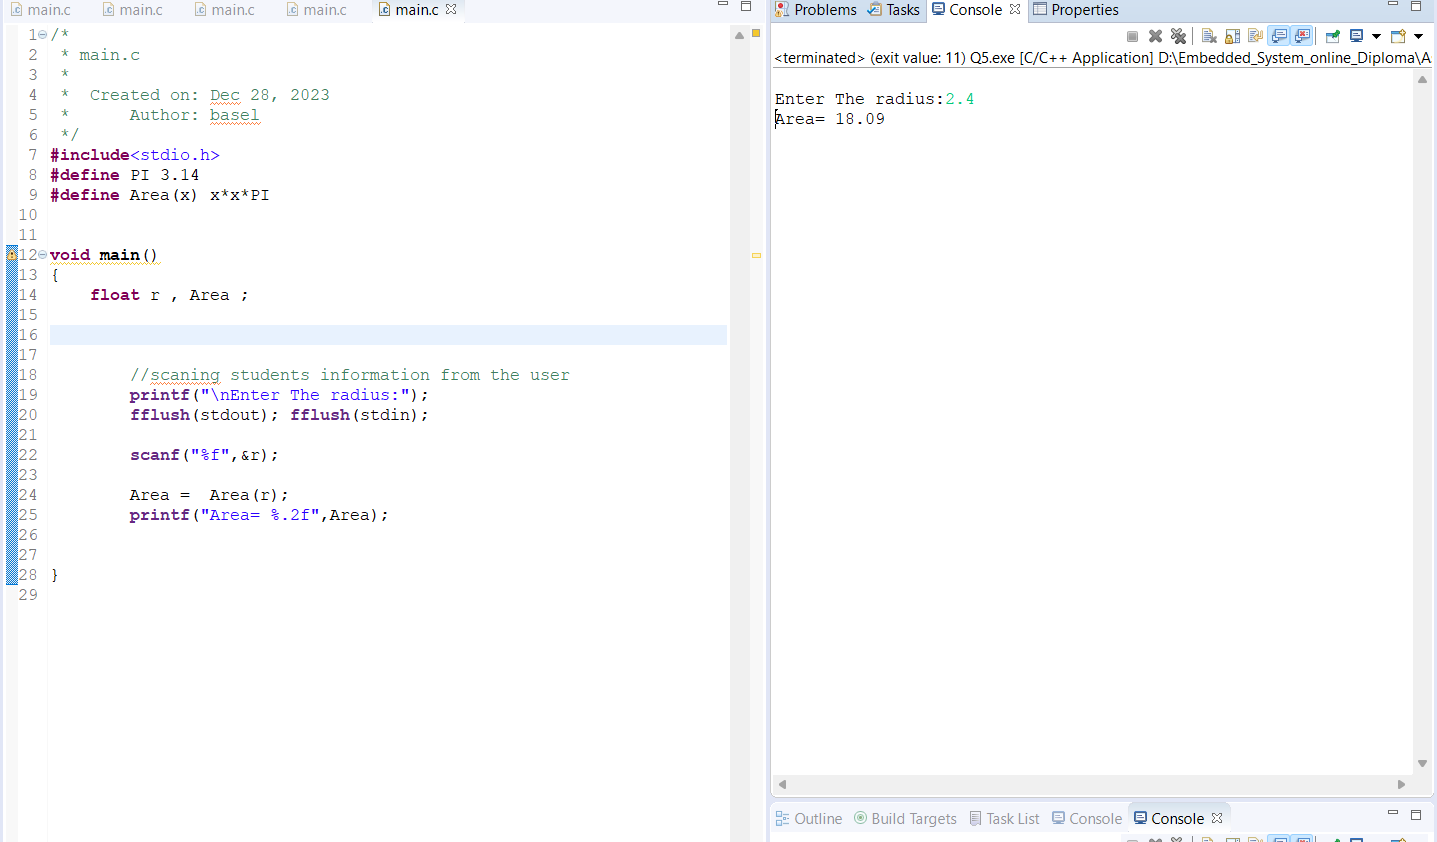 main.c main.c main.c main.c main.c
1 /*
2  * main.c
3  *
4  *  Created on: Dec 28, 2023
5  *      Author: basel
6  */
7 #include<stdio.h>
8 #define PI 3.14
9 #define Area(x) x*x*PI
10
11
12 void main()
13 {
14     float r , Area ;
15
16
17
18         //scaning students information from the user
19         printf("\nEnter The radius:");
20         fflush(stdout); fflush(stdin);
21
22         scanf("%f",&r);
23
24         Area =  Area(r);
25         printf("Area= %.2f",Area);
26
27
28 }
29
Problems Tasks Console Properties
<terminated> (exit value: 11) Q5.exe [C/C++ Application] D:\Embedded_System_online_Diploma\A
Enter The radius:2.4
Area= 18.09
Outline Build Targets Task List Console Console